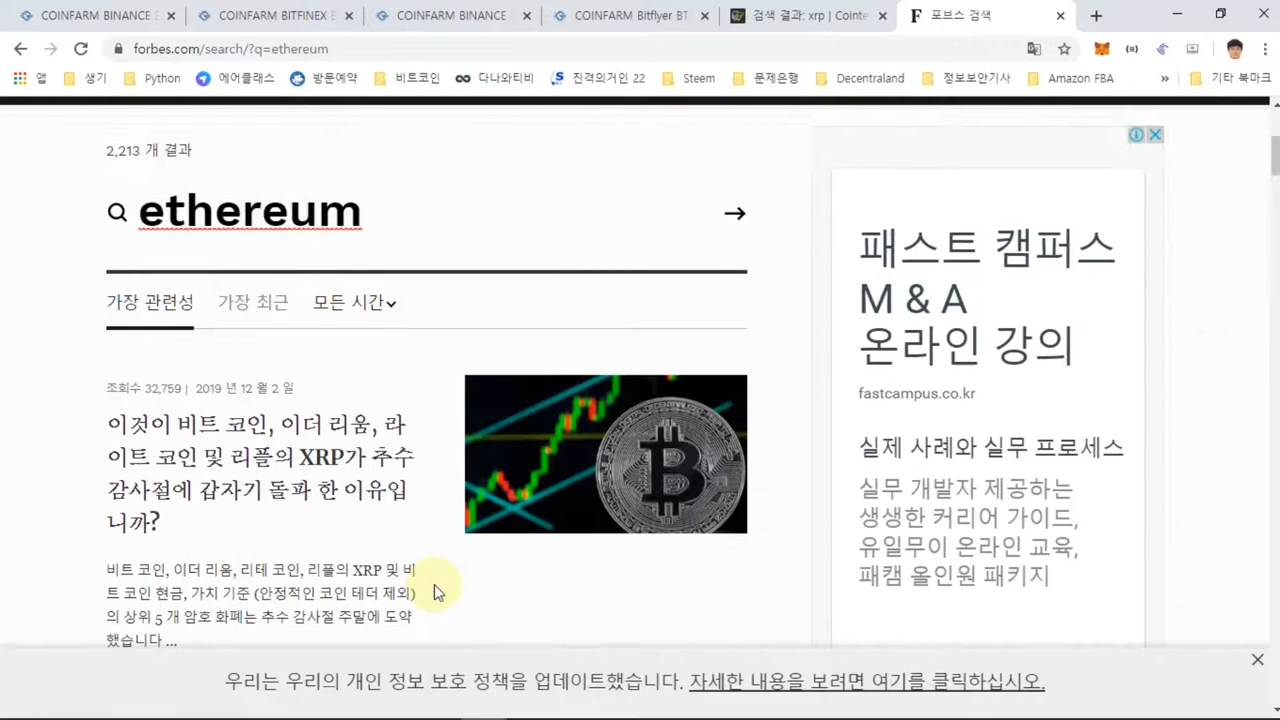 COINFARM BINANCE B
COINFARM BITFINEX B
COINFARM BINANCE E
COINFARM Bitflyer BT
검색 결과: xrp | Cointe
포브스 검색
forbes.com/search/?q=ethereum
앱
생기
Python
에어클래스
방문예약
비트코인
다나와티비
진격의거인 22
Steem
문제은행
Decentraland
정보보안기사
Amazon FBA
»
기타 북마크
2,213 개 결과
ethereum
가장 관련성
가장 최근
모든 시간
조회수 32,759 | 2019 년 12 월 2 일
이것이 비트 코인, 이더 리움, 라
이트 코인 및 리플의 XRP가 추수
감사절에 갑자기 돌파 한 이유입
니까?
비트 코인, 이더 리움, 리테 코인, 리플의 XRP 및 비
트 코인 현금, 가치 기준 (안정적인 코인 테더 제외)
의 상위 5 개 암호 화폐는 추수 감사절 주말에 도약
했습니다 ...
패스트 캠퍼스
M & A
온라인 강의
fastcampus.co.kr
실제 사례와 실무 프로세스
실무 개발자 제공하는
생생한 커리어 가이드,
유일무이 온라인 교육,
패캠 올인원 패키지
우리는 우리의 개인 정보 보호 정책을 업데이트했습니다. 자세한 내용을 보려면 여기를 클릭하십시오.